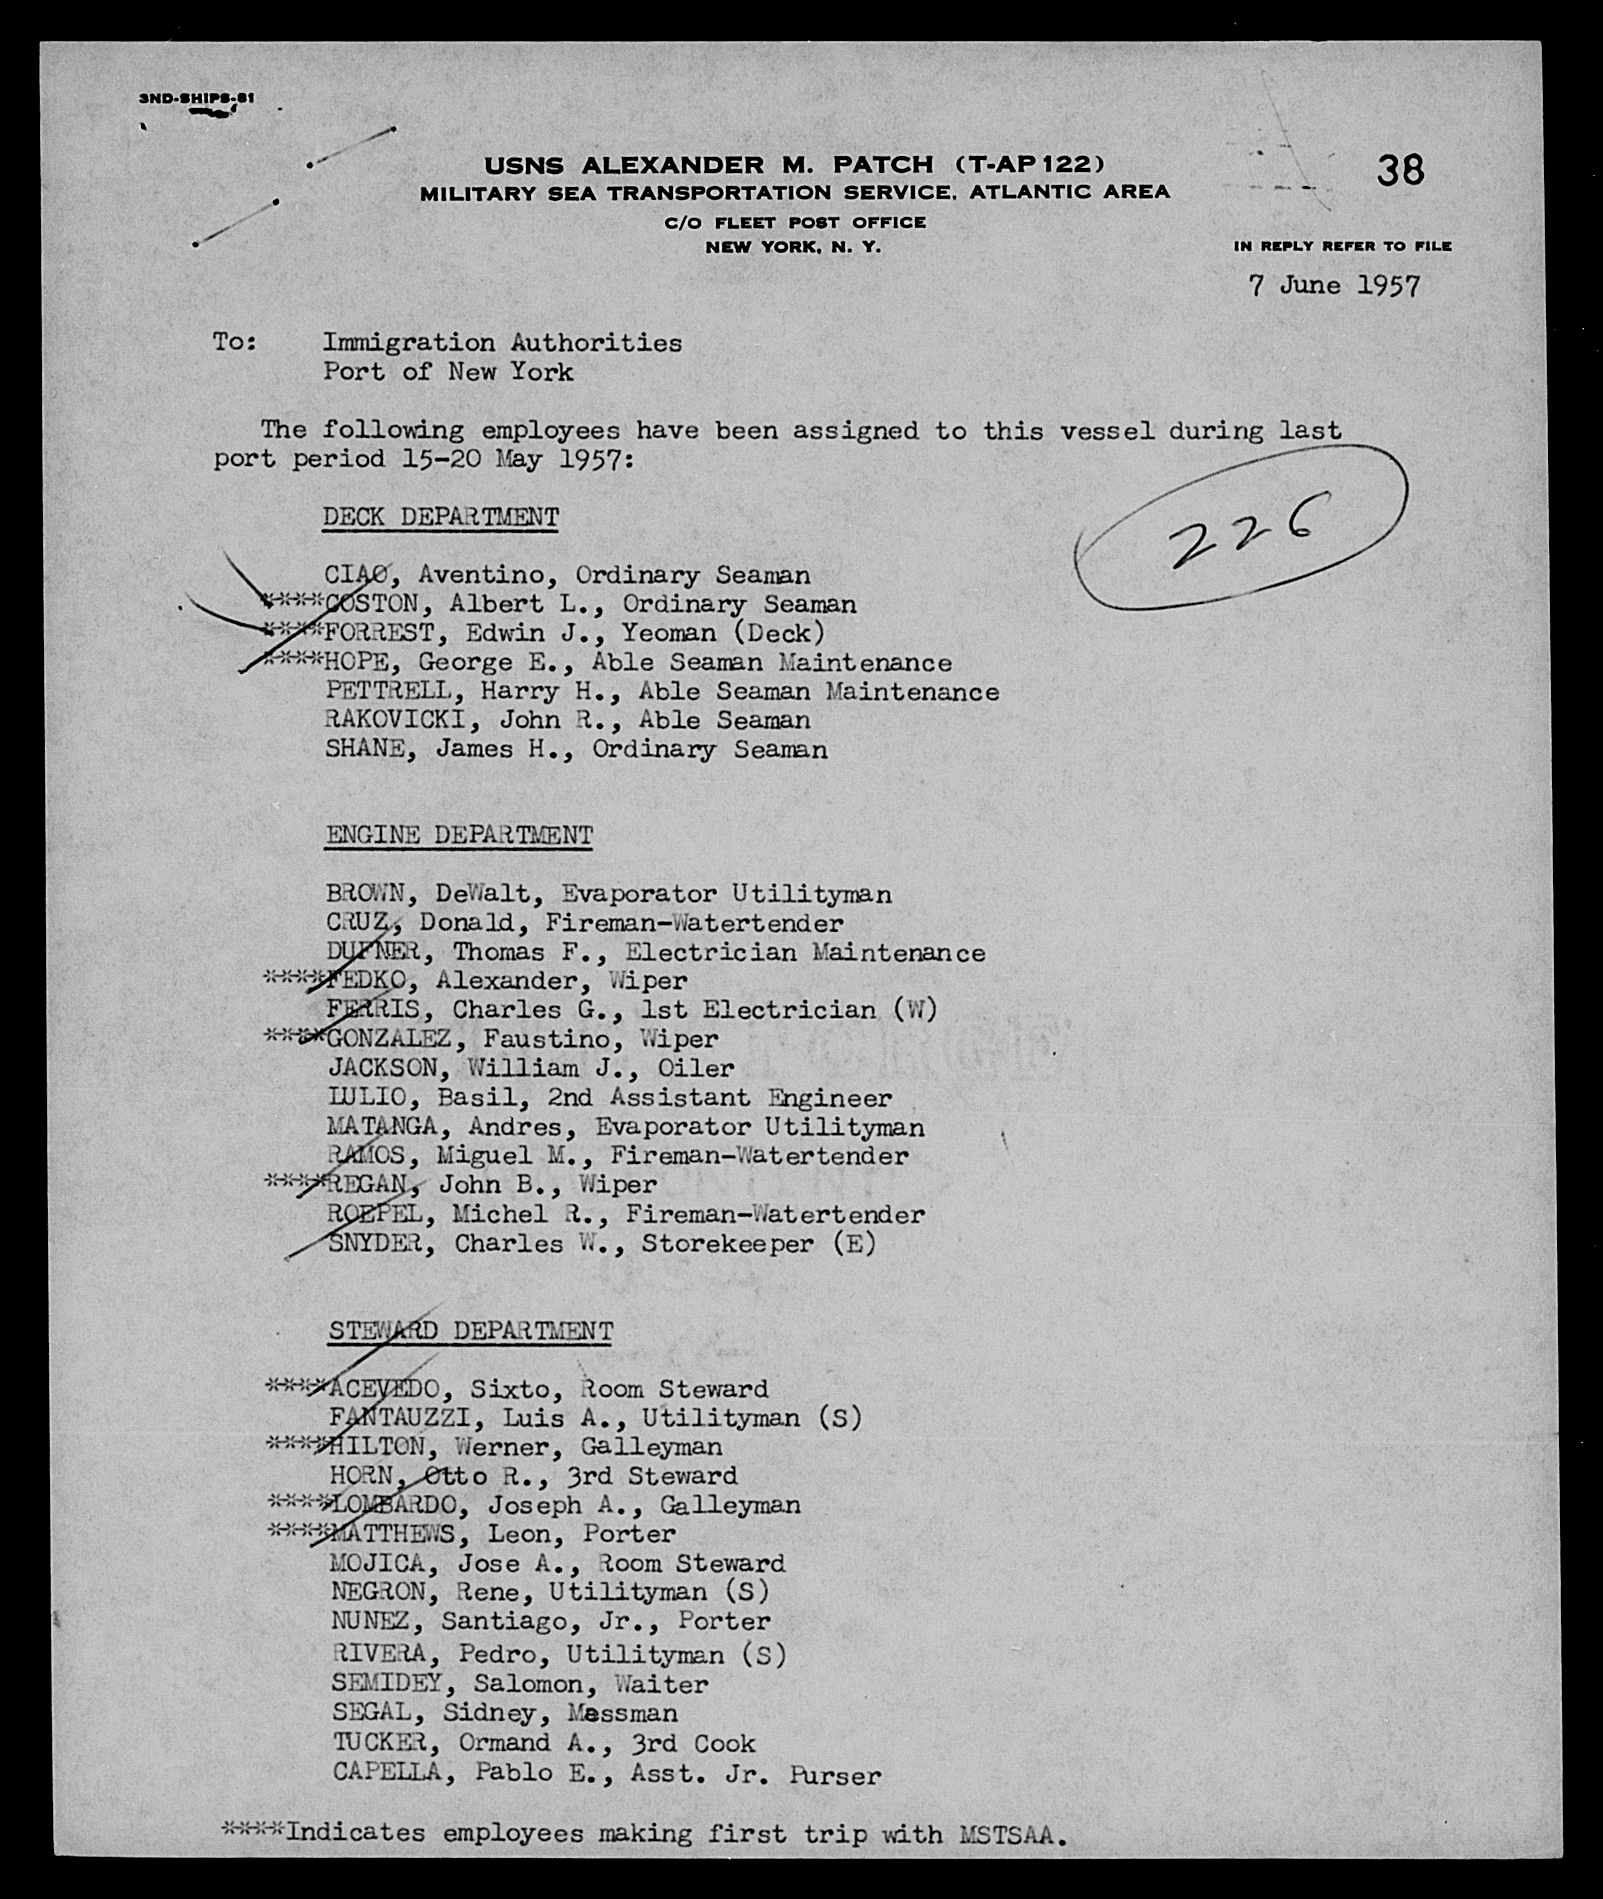 3ND-SHIPS-81
USNS ALEXANDER M. PATCH (T-AP122)
38
MILITARY SEA TRANSPORTATION SERVICE, ATLANTIC AREA
C/O FLEET POST OFFICE
NEW YORK, N. Y.
IN REPLY REFER TO FILE
7 June 1957
To: Immigration Authorities
Port of New York
The following employees have been assigned to this vessel during last
port period 15-20 May 1957:
226
DECK DEPARTMENT
CIAO, Aventino, Ordinary Seaman
****COSTON, Albert L., Ordinary Seaman
****FORREST, Edwin J., Yeoman (Deck)
****HOPE, George E., Able Seaman Maintenance
PETTRELL, Harry H., Able Seaman Maintenance
RAKOVICKI, John R., Able Seaman
SHANE, James H., Ordinary Seaman
ENGINE DEPARTMENT
BROWN, DeWalt, Evaporator Utilityman
CRUZ, Donald, Fireman-Watertender
DUFNER, Thomas F., Electrician Maintenance
****FEDKO, Alexander, Wiper
FERRIS, Charles G., 1st Electrician (W)
****GONZALEZ, Faustino, Wiper
JACKSON, William J., Oiler
LULIO, Basil, 2nd Assistant Engineer
MATANGA, Andres, Evaporator Utilityman
RAMOS, Miguel M., Fireman-Watertender
****REGAN, John B., Wiper
ROEPEL, Michel R., Fireman-Watertender
SNYDER, Charles W., Storekeeper (E)
STEWARD DEPARTMENT
****ACEVEDO, Sixto, Room Steward
FANTAUZZI, Luis A., Utilityman (S)
****HILTON, Werner, Galleyman
HORN, Otto R., 3rd Steward
****LOMBARDO, Joseph A., Galleyman
****MATTHEWS, Leon, Porter
MOJICA, Jose A., Room Steward
NEGRON, Rene, Utilityman (S)
NUNEZ, Santiago, Jr., Porter
RIVERA, Pedro, Utilityman (S)
SEMIDEY, Salomon, Waiter
SEGAL, Sidney, Messman
TUCKER, Ormand A., 3rd Cook
CAPELLA, Pablo E., Asst. Jr. Purser
****Indicates employees making first trip with MSTSAA.